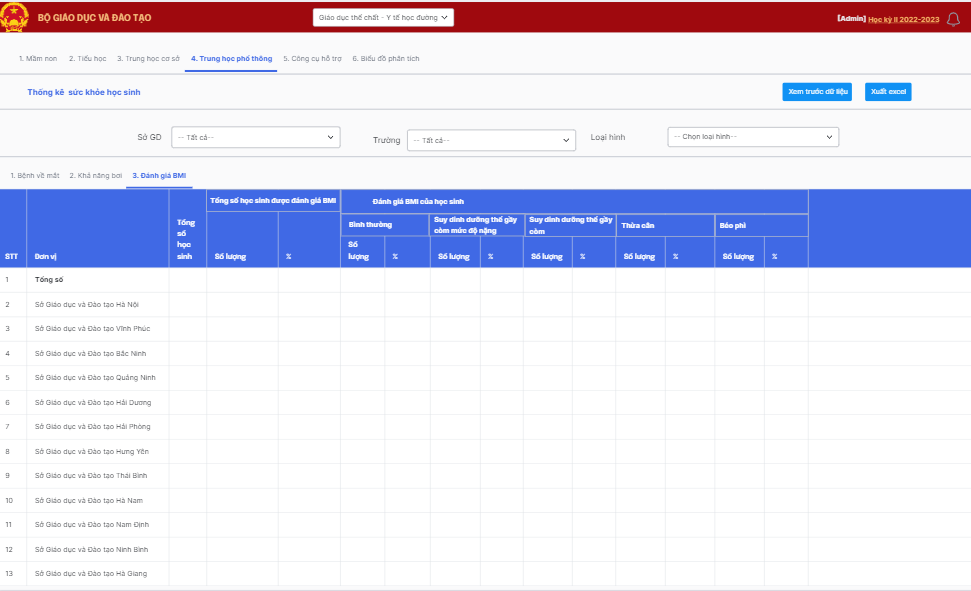 BỘ GIÁO DỤC VÀ ĐÀO TẠO
Giáo dục thể chất - Y tế học đường
[Admin] Học kỳ II 2022-2023
1. Mầm non 2. Tiểu học 3. Trung học cơ sở 4. Trung học phổ thông 5. Công cụ hỗ trợ 6. Biểu đồ phân tích
Thống kê sức khỏe học sinh
Xem trước dữ liệu
Xuất excel
Sở GD -- Tất cả-- Trường -- Tất cả-- Loại hình -- Chọn loại hình--
1. Bệnh về mắt 2. Khả năng bơi 3. Đánh giá BMI
STT
Đơn vị
Tổng
số
học
sinh
Tổng số học sinh được đánh giá BMI
Số lượng
%
Đánh giá BMI của học sinh
Bình thường
Số
lượng
%
Suy dinh dưỡng thể gầy
còm mức độ nặng
Số lượng
%
Suy dinh dưỡng thể gầy
còm
Số lượng
%
Thừa cân
Số lượng
%
Béo phì
Số lượng
%
1 Tổng số
2 Sở Giáo dục và Đào tạo Hà Nội
3 Sở Giáo dục và Đào tạo Vĩnh Phúc
4 Sở Giáo dục và Đào tạo Bắc Ninh
5 Sở Giáo dục và Đào tạo Quảng Ninh
6 Sở Giáo dục và Đào tạo Hải Dương
7 Sở Giáo dục và Đào tạo Hải Phòng
8 Sở Giáo dục và Đào tạo Hưng Yên
9 Sở Giáo dục và Đào tạo Thái Bình
10 Sở Giáo dục và Đào tạo Hà Nam
11 Sở Giáo dục và Đào tạo Nam Định
12 Sở Giáo dục và Đào tạo Ninh Bình
13 Sở Giáo dục và Đào tạo Hà Giang